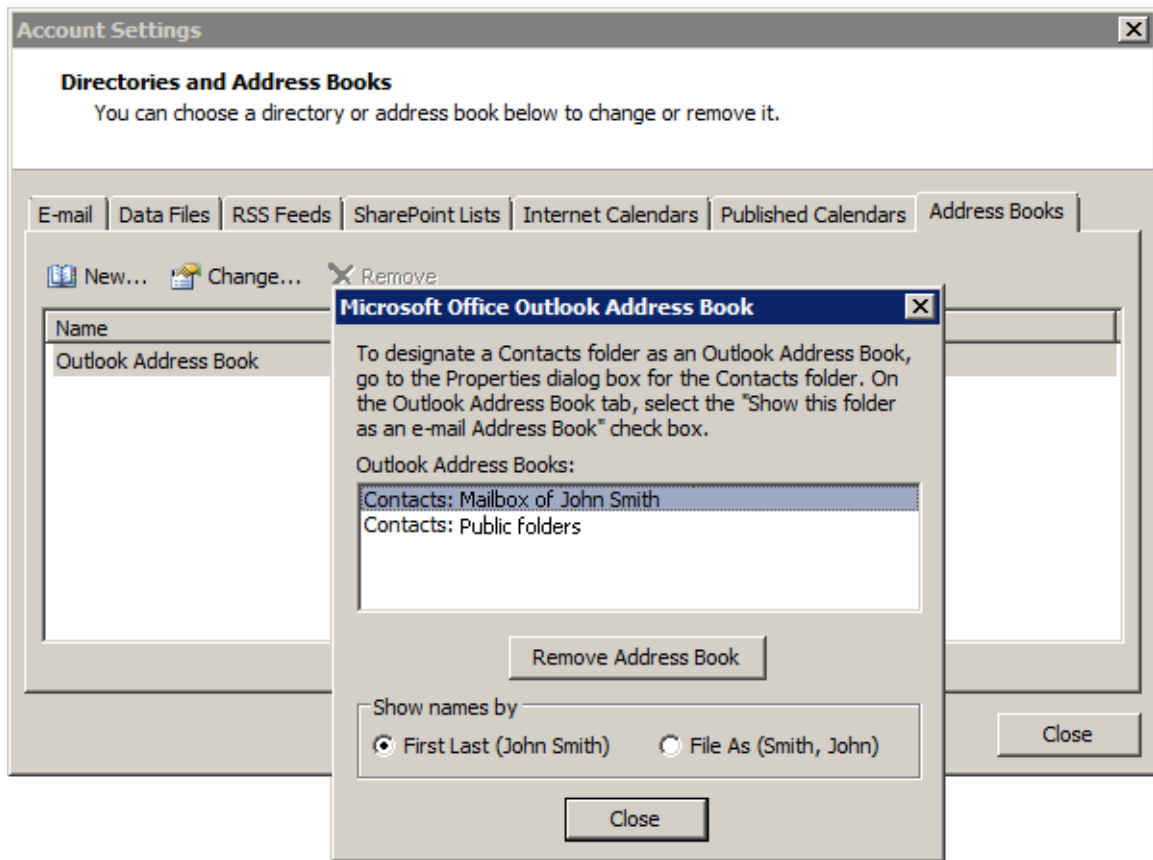 Account Settings
Directories and Address Books
You can choose a directory or address book below to change or remove it.
E-mail Data Files RSS Feeds SharePoint Lists Internet Calendars Published Calendars Address Books
New... Change... Remove
Name
Outlook Address Book
Microsoft Office Outlook Address Book
To designate a Contacts folder as an Outlook Address Book,
go to the Properties dialog box for the Contacts folder. On
the Outlook Address Book tab, select the "Show this folder
as an e-mail Address Book" check box.
Outlook Address Books:
Contacts: Mailbox of John Smith
Contacts: Public folders
Remove Address Book
Show names by
First Last (John Smith) File As (Smith, John)
Close
Close